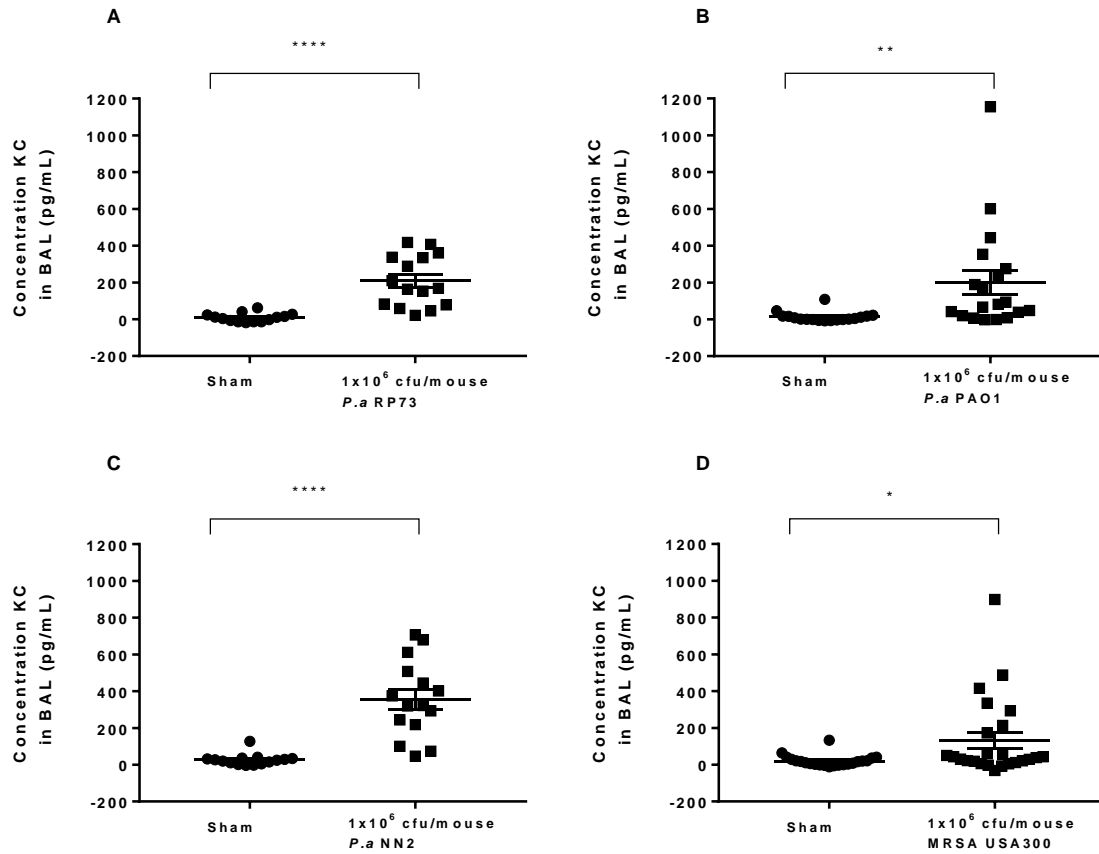 A
****
Concentration KC
in BAL (pg/mL)
1200
1000
800
600
400
200
0
-200
Sham
1x10⁶ cfu/mouse
P.a RP73
B
**
Concentration KC
in BAL (pg/mL)
1200
1000
800
600
400
200
0
-200
Sham
1x10⁶ cfu/mouse
P.a PAO1
C
****
Concentration KC
in BAL (pg/mL)
1200
1000
800
600
400
200
0
-200
Sham
1x10⁶ cfu/mouse
P.a NN2
D
*
Concentration KC
in BAL (pg/mL)
1200
1000
800
600
400
200
0
-200
Sham
1x10⁶ cfu/mouse
MRSA USA300